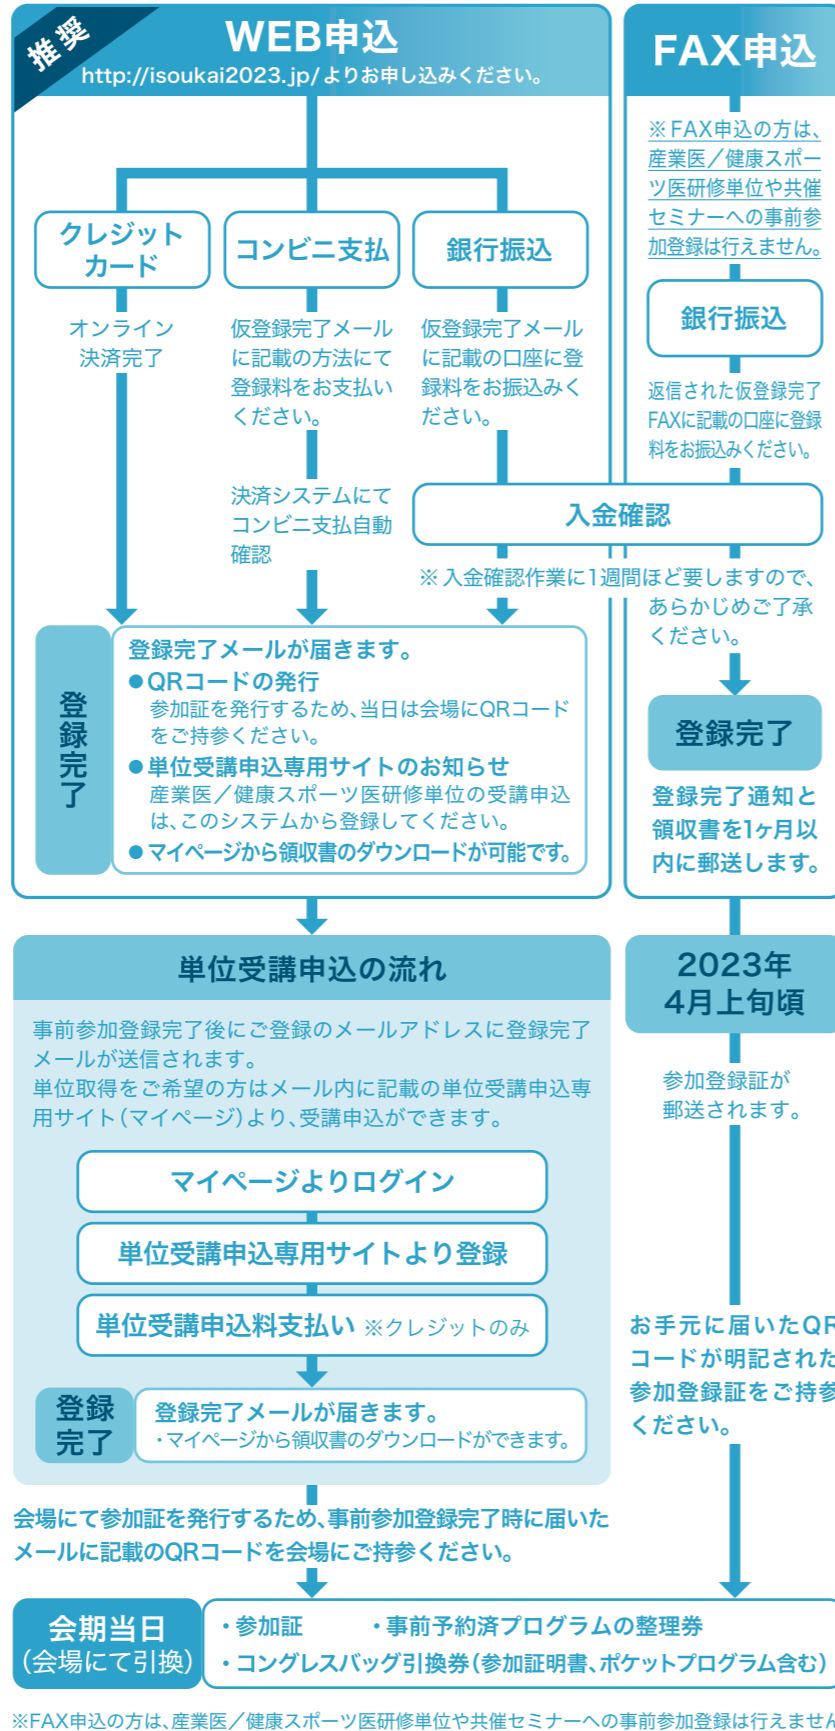 推奨
WEB申込
http://isoukai2023.jp/よりお申し込みください。
クレジット
カード
コンビニ支払
銀行振込
オンライン
決済完了
仮登録完了メール
に記載の方法にて
登録料をお支払い
ください。
仮登録完了メール
に記載の口座に登
録料をお振込みく
ださい。
決済システムにて
コンビニ支払自動
確認
FAX申込
※FAX申込の方は、
産業医／健康スポー
ツ医研修単位や共催
セミナーへの事前参
加登録は行えません。
銀行振込
返信された仮登録完了
FAXに記載の口座に登録
料をお振込みください。
入金確認
※入金確認作業に1週間ほど要しますので、
あらかじめご了承
ください。
登録完了
登録完了メールが届きます。
●QRコードの発行
参加証を発行するため、当日は会場にQRコード
をご持参ください。
●単位受講申込専用サイトのお知らせ
産業医／健康スポーツ医研修単位の受講申込
は、このシステムから登録してください。
●マイページから領収書のダウンロードが可能です。
登録完了
登録完了通知と
領収書を1ヶ月以
内に郵送します。
単位受講申込の流れ
事前参加登録完了後にご登録のメールアドレスに登録完了
メールが送信されます。
単位取得をご希望の方はメール内に記載の単位受講申込専
用サイト（マイページ）より、受講申込ができます。
マイページよりログイン
単位受講申込専用サイトより登録
単位受講申込料支払い ※クレジットのみ
登録
完了
登録完了メールが届きます。
・マイページから領収書のダウンロードができます。
2023年
4月上旬頃
参加登録証が
郵送されます。
お手元に届いたQR
コードが明記された
参加登録証をご持参
ください。
会場にて参加証を発行するため、事前参加登録完了時に届いた
メールに記載のQRコードを会場にご持参ください。
会期当日
（会場にて引換）
・参加証 ・事前予約済プログラムの整理券
・コングレスバッグ引換券（参加証明書、ポケットプログラム含む）
※FAX申込の方は、産業医／健康スポーツ医研修単位や共催セミナーへの事前参加登録は行えません